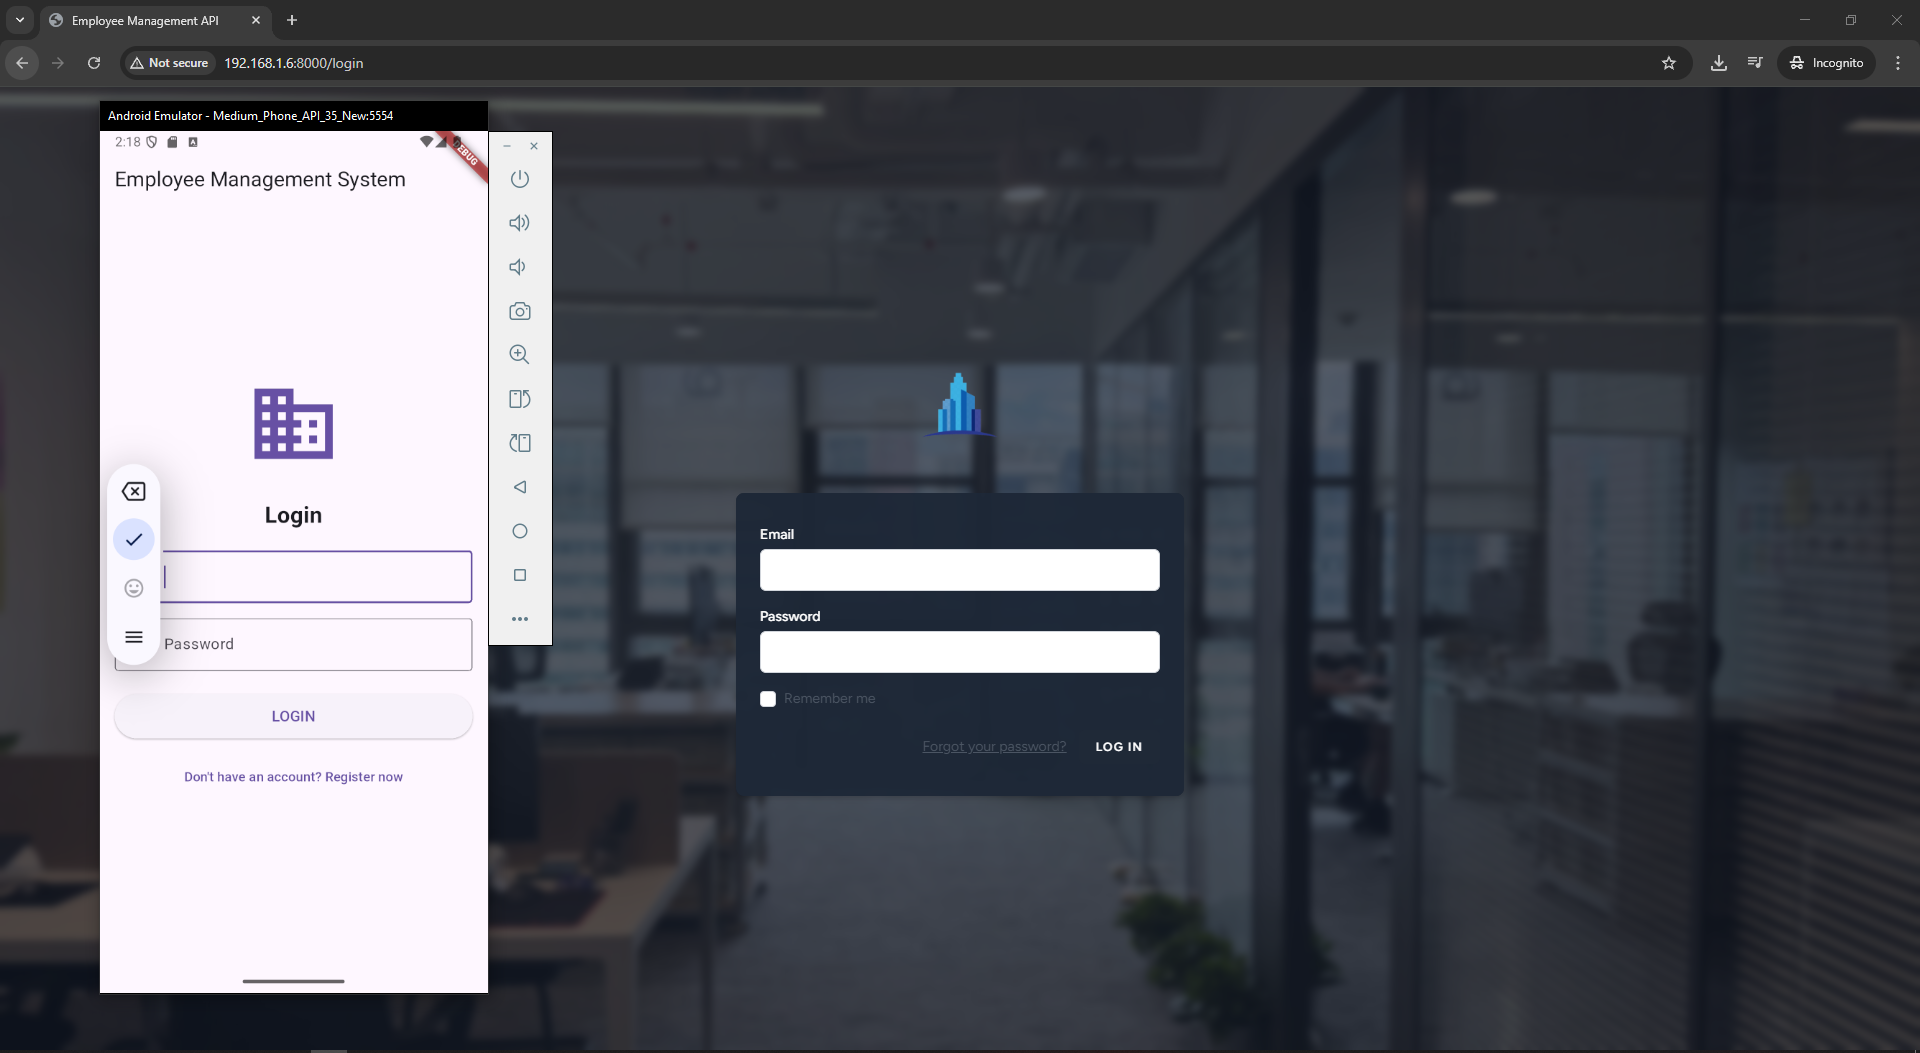 Employee Management API
Not secure
192.168.1.6:8000/login
Incognito
Android Emulator - Medium_Phone_API_35_New:5554
2:18
Employee Management System
Login
Password
LOGIN
Don't have an account? Register now
Email
Password
Remember me
Forgot your password?
LOG IN